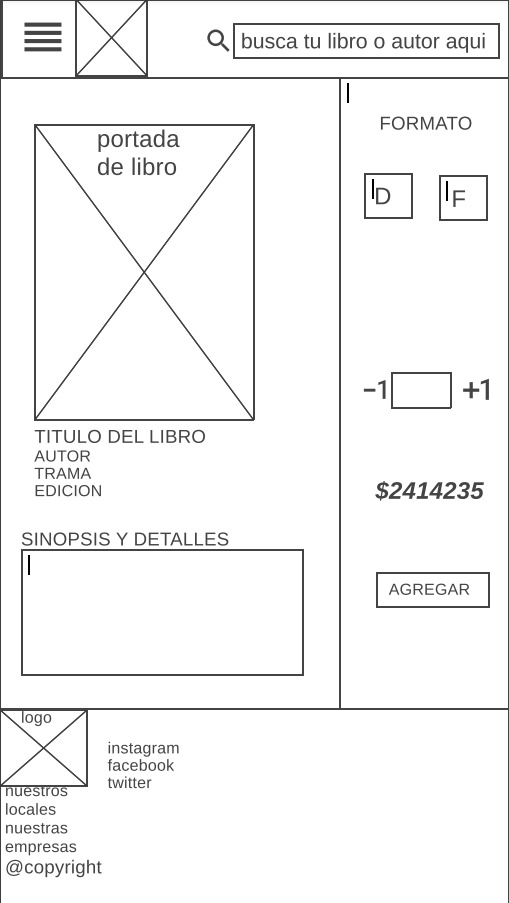 busca tu libro o autor aqui
portada
de libro
TITULO DEL LIBRO
AUTOR
TRAMA
EDICION
SINOPSIS Y DETALLES
FORMATO
D
F
-1
+1
$2414235
AGREGAR
logo
nuestros
locales
nuestras
empresas
@copyright
instagram
facebook
twitter